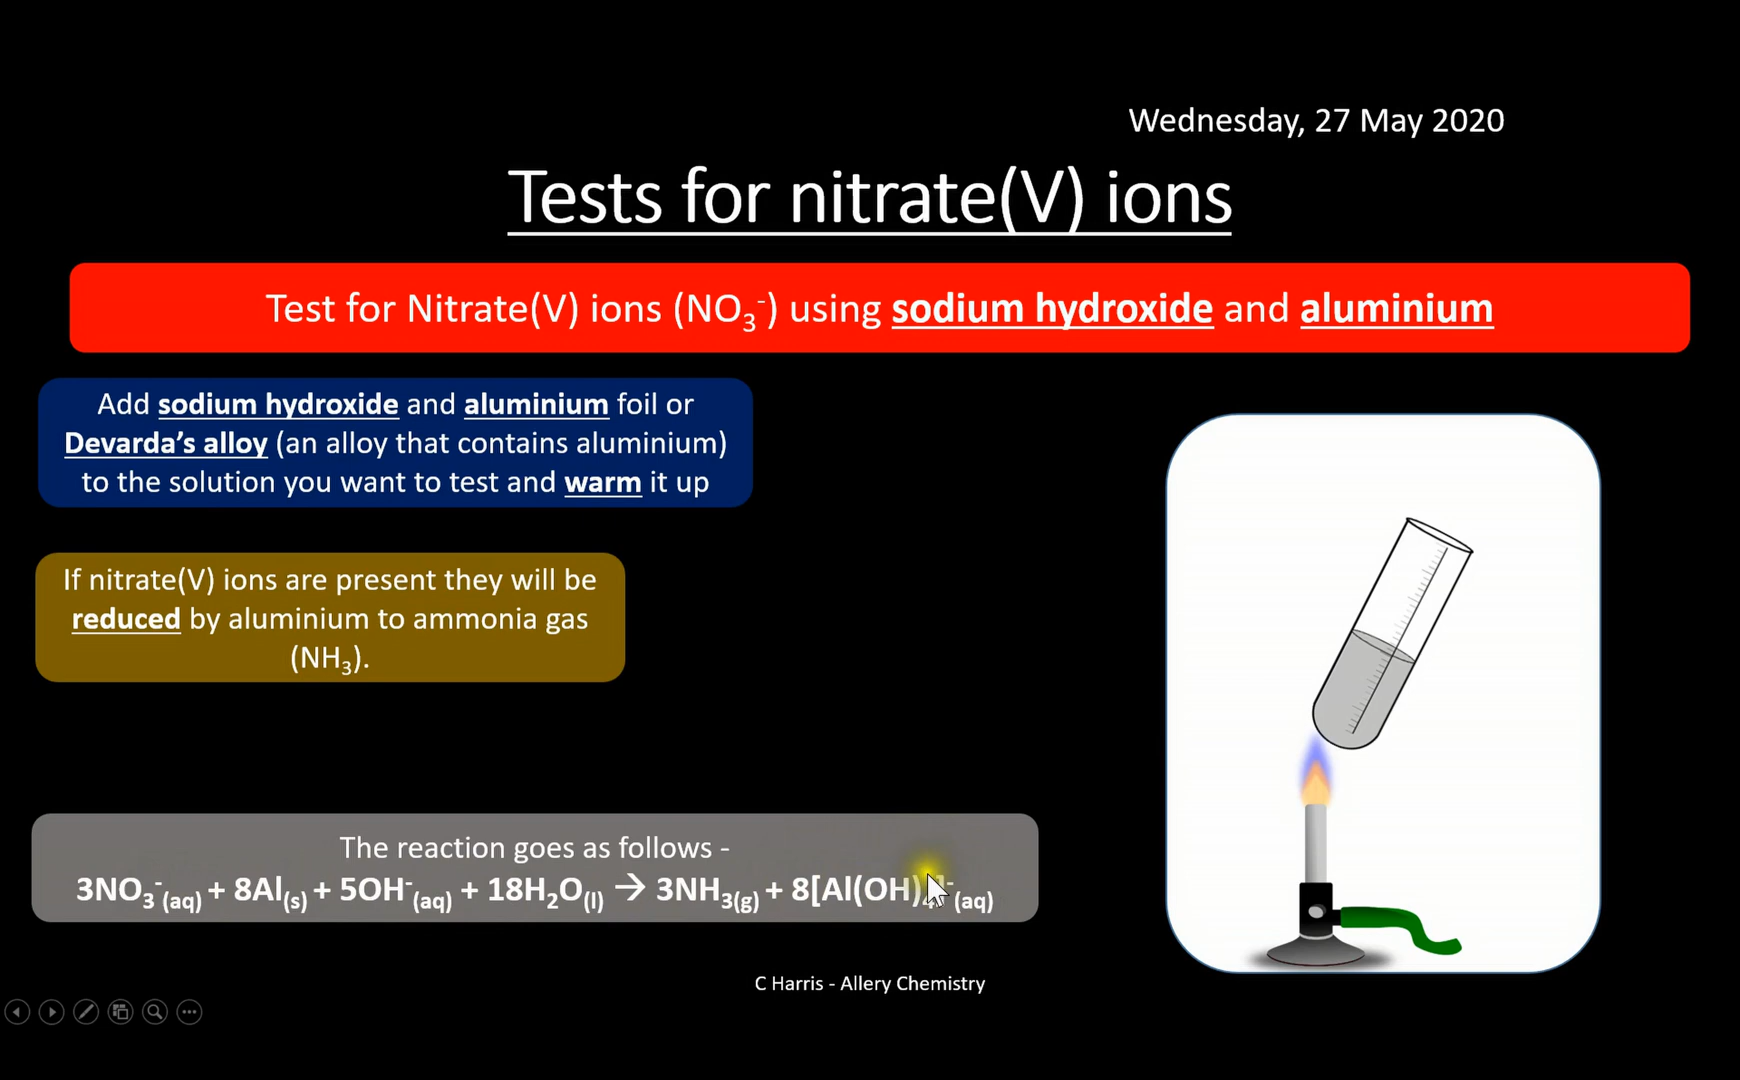 Wednesday, 27 May 2020
Tests for nitrate(V) ions
Test for Nitrate(V) ions (NO₃⁻) using sodium hydroxide and aluminium
Add sodium hydroxide and aluminium foil or
Devarda’s alloy (an alloy that contains aluminium)
to the solution you want to test and warm it up
If nitrate(V) ions are present they will be
reduced by aluminium to ammonia gas
(NH₃).
The reaction goes as follows -
3NO₃⁻(aq) + 8Al(s) + 5OH⁻(aq) + 18H₂O(l) → 3NH₃(g) + 8[Al(OH)]⁻(aq)
C Harris - Allery Chemistry